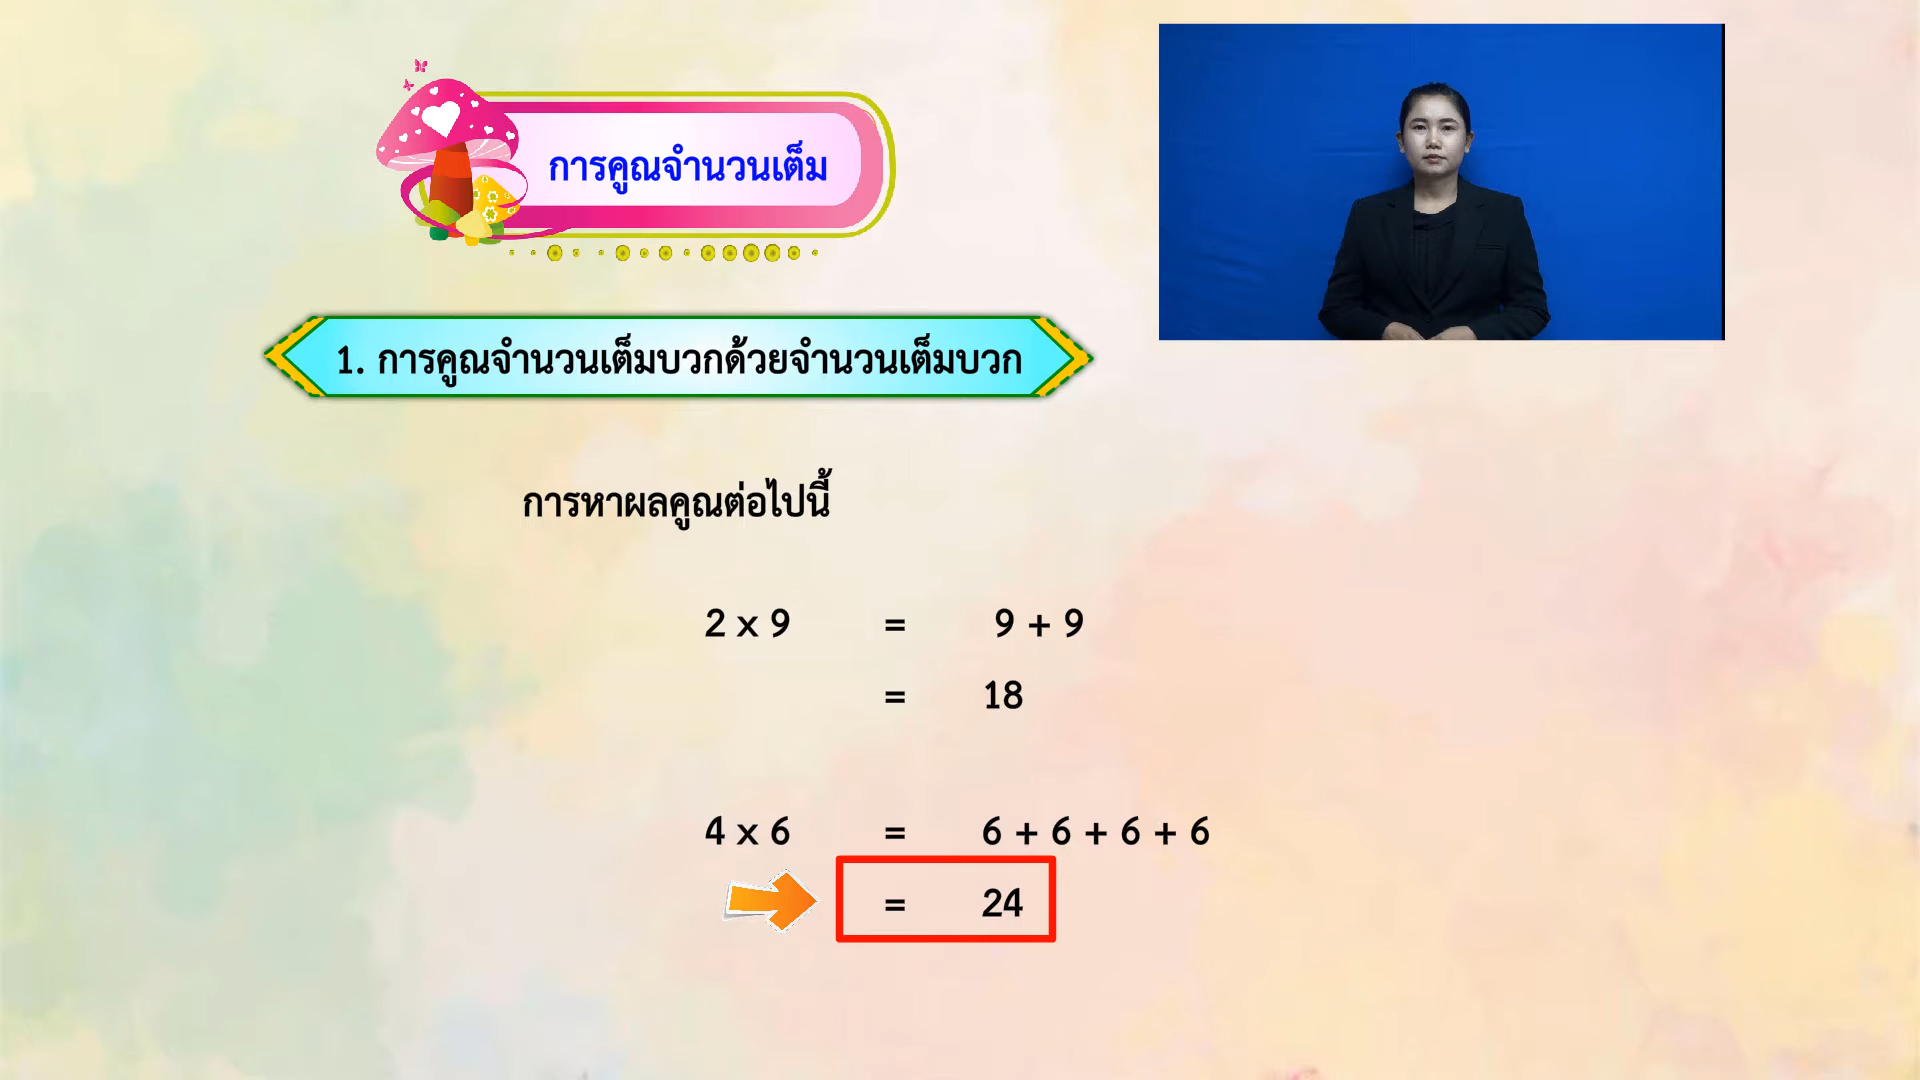 การคูณจำนวนเต็ม
1. การคูณจำนวนเต็มบวกด้วยจำนวนเต็มบวก
การหาผลคูณต่อไปนี้
2 x 9 = 9 + 9
= 18
4 x 6 = 6 + 6 + 6 + 6
= 24